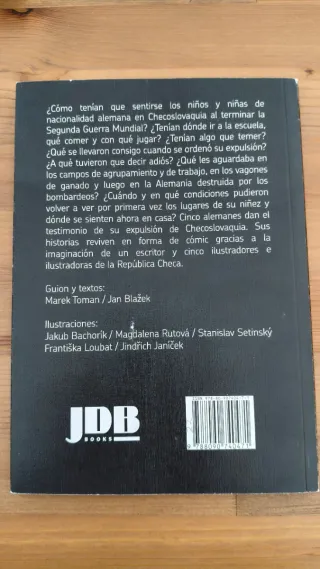 ¿Cómo tenían que sentirse los niños y niñas de
nacionalidad alemana en Checoslovaquia al terminar la
Segunda Guerra Mundial? ¿Tenían dónde ir a la escuela,
qué comer y con qué jugar? ¿Tenían algo que temer?
¿Qué se llevaron consigo cuando se ordenó su expulsión?
¿A qué tuvieron que decir adiós? ¿Qué les aguardaba en
los campos de agrupamiento y de trabajo, en los vagones
de ganado y luego en la Alemania destruida por los
bombardeos? ¿Cuándo y en qué condiciones pudieron
volver a ver por primera vez los lugares de su niñez y
dónde se sienten ahora en casa? Cinco alemanes dan el
testimonio de su expulsión de Checoslovaquia. Sus
historias reviven en forma de cómic gracias a la
imaginación de un escritor y cinco ilustradores e
ilustradoras de la República Checa.
Guion y textos:
Marek Toman / Jan Blažek
Ilustraciones:
Jakub Bachorík / Magdalena Rutová / Stanislav Setinský
Františka Loubat / Jindřich Janíček
JDB
BOOKS
9 788090 740471